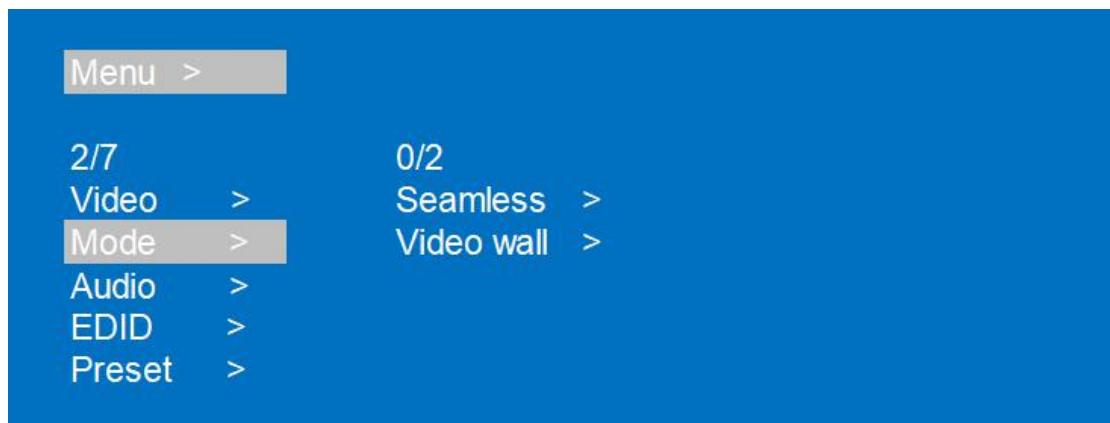 Menu >
2/7 0/2
Video > Seamless >
Mode > Video wall >
Audio >
EDID >
Preset >